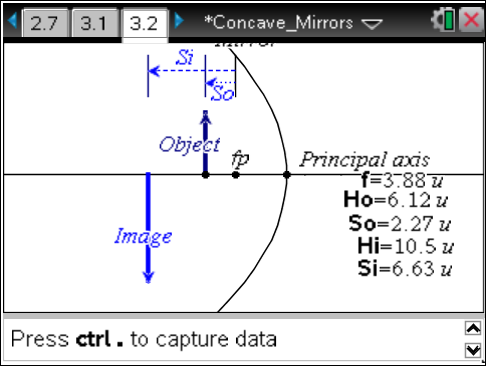 2.7 3.1 3.2 *Concave_Mirrors
Mirror
Si
So
Object
fp
Principal axis
f=3.88 u
Ho=6.12 u
So=2.27 u
Hi=10.5 u
Si=6.63 u
Image
Press ctrl . to capture data